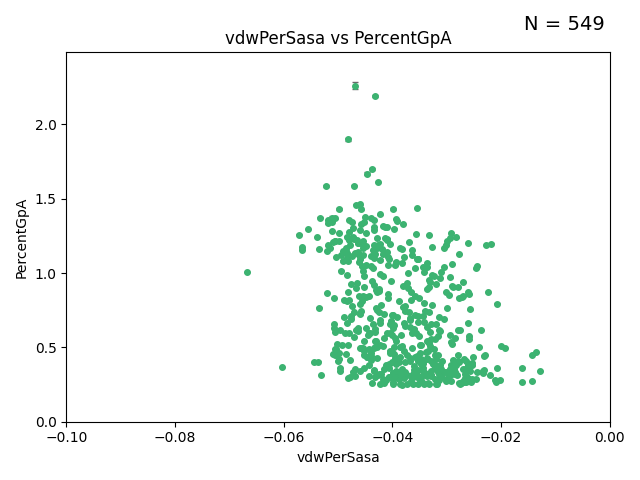 N = 549
vdwPerSasa vs PercentGpA
PercentGpA
2.0
1.5
1.0
0.5
0.0
−0.10 −0.08 −0.06 −0.04 −0.02 0.00
vdwPerSasa